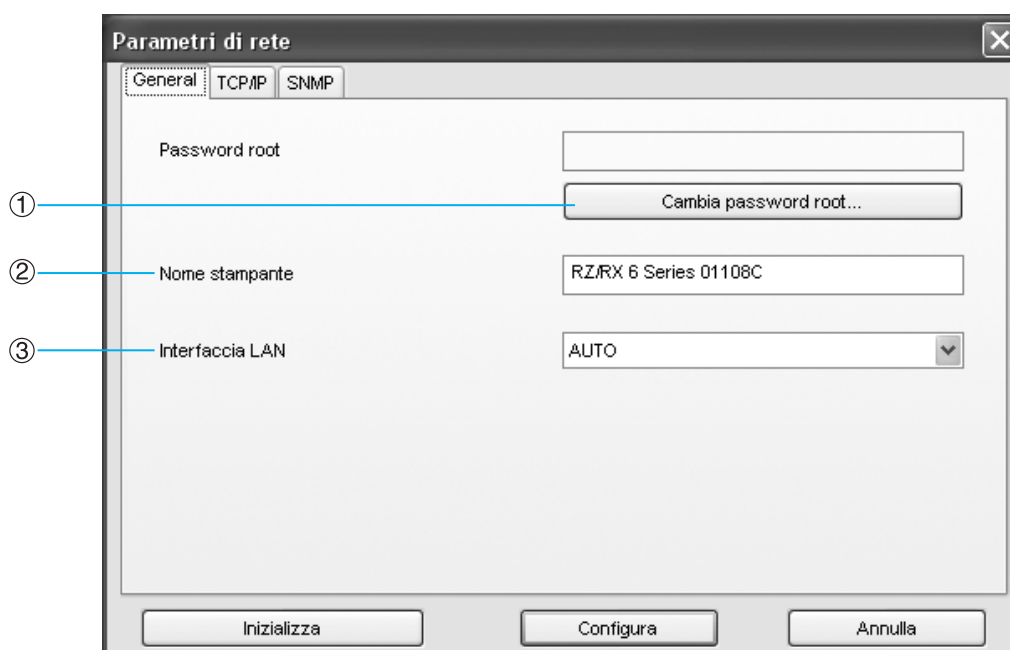 Parametri di rete
General TCP/IP SNMP
Password root
① Cambia password root...
② Nome stampante RZ/RX 6 Series 01108C
③ Interfaccia LAN AUTO
Inizializza Configura Annulla